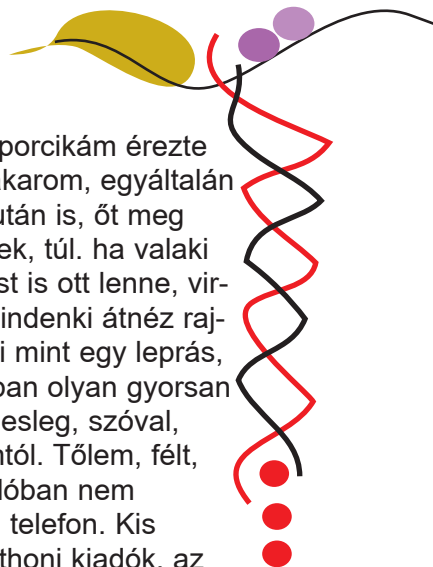 porcikám érezte
akarom, egyáltalán
után is, őt meg
ek, túl. ha valaki
st is ott lenne, vir-
indenki átnéz raj-
i mint egy leprás,
ban olyan gyorsan
esleg, szóval,
tól. Tőlem, félt,
lóban nem
telefon. Kis
thoni kiadók, az